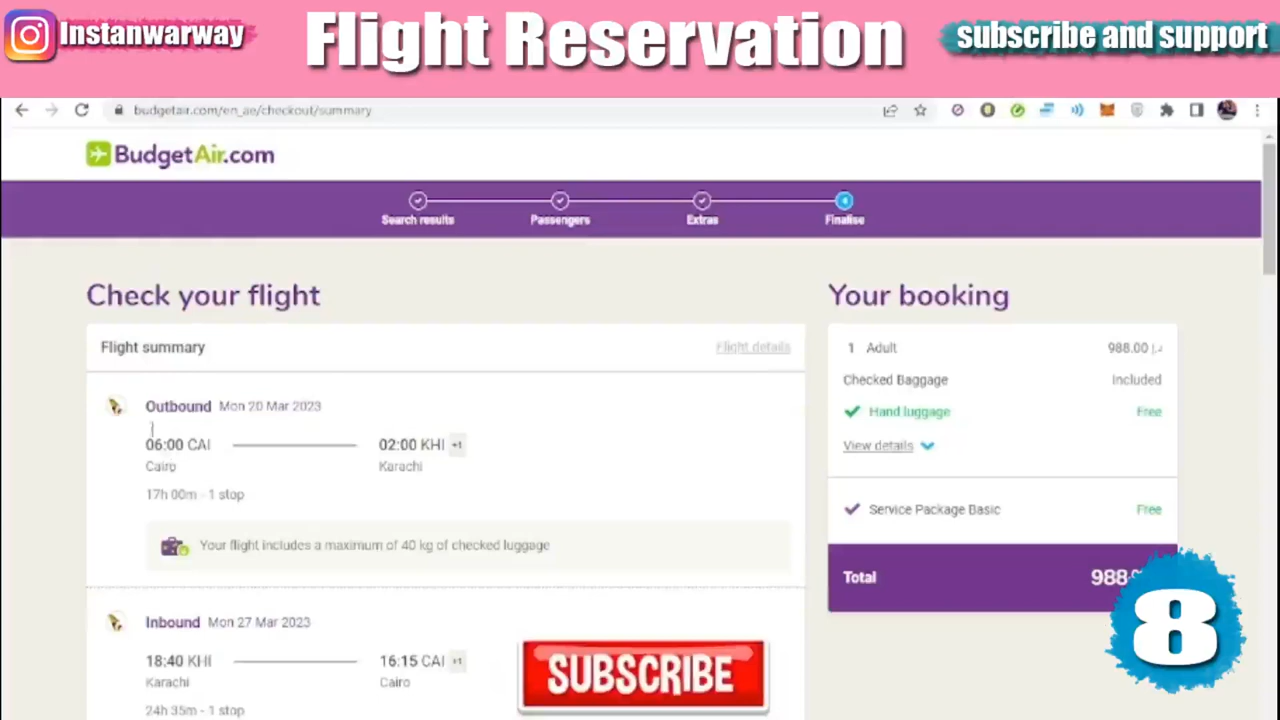 Instanwarway
Flight Reservation
subscribe and support
budgetair.com/en_ae/checkout/summary
BudgetAir.com
Search results
Passengers
Extras
4
Finalise
Check your flight
Your booking
Flight summary
Flight details
1 Adult
988.00 د.إ
Checked Baggage
Included
Outbound Mon 20 Mar 2023
Hand luggage
Free
06:00 CAI
02:00 KHI +1
View details
Cairo
Karachi
17h 00m - 1 stop
Service Package Basic
Free
Your flight includes a maximum of 40 kg of checked luggage
Total
988
Inbound Mon 27 Mar 2023
8
18:40 KHI
16:15 CAI +1
SUBSCRIBE
Karachi
Cairo
24h 35m - 1 stop